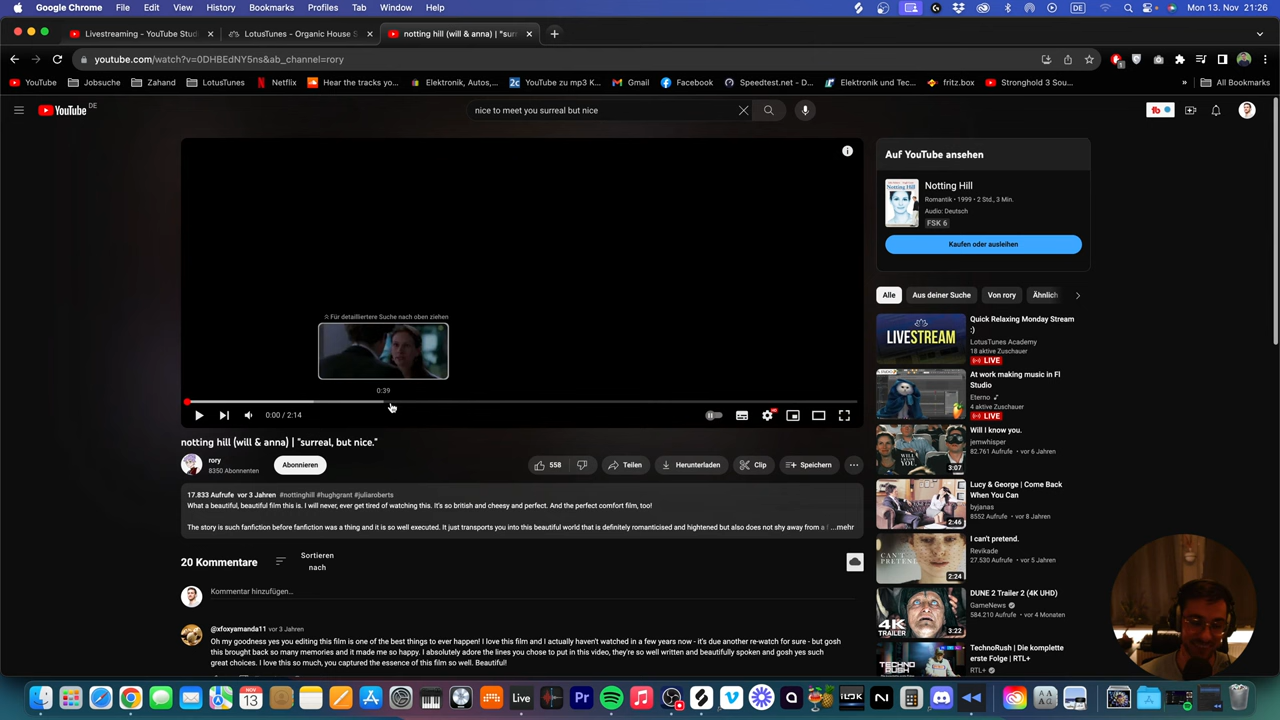 Google Chrome File Edit View History Bookmarks Profiles Tab Window Help DE Mon 13. Nov 21:26
Livestreaming - YouTube Stud
LotusTunes - Organic House S
notting hill (will & anna) | "sur
youtube.com/watch?v=0DHBEdNY5ns&ab_channel=rory
YouTube Jobsuche Zahand LotusTunes Netflix Hear the tracks yo... Elektronik, Autos,... YouTube zu mp3 K... Gmail Facebook Speedtest.net - D... Elektronik und Tec... fritz.box Stronghold 3 Sou... » All Bookmarks
YouTube DE
nice to meet you surreal but nice
Für detailliertere Suche nach oben ziehen
0:39
0:00 / 2:14
notting hill (will & anna) | "surreal, but nice."
rory
8350 Abonnenten
Abonnieren
558
Teilen
Herunterladen
Clip
Speichern
17.833 Aufrufe vor 3 Jahren #nottinghill #hughgrant #juliaroberts
What a beautiful, beautiful film this is. I will never, ever get tired of watching this. It's so british and cheesy and perfect. And the perfect comfort film, too!
The story is such fanfiction before fanfiction was a thing and it is so well executed. It just transports you into this beautiful world that is definitely romanticised and hightened but also does not shy away from a ...mehr
20 Kommentare
Sortieren
nach
Kommentar hinzufügen...
@xfoxyamanda11 vor 3 Jahren
Oh my goodness yes you editing this film is one of the best things to ever happen! I love this film and I actually haven't watched in a few years now - it's due another re-watch for sure - but gosh
this brought back so many memories and it made me so happy. I absolutely adore the lines you chose to put in this video, they're so well written and beautifully spoken and gosh yes such
great choices. I love this so much, you captured the essence of this film so well. Beautiful!
Auf YouTube ansehen
Notting Hill
Romantik • 1999 • 2 Std., 3 Min.
Audio: Deutsch
FSK 6
Kaufen oder ausleihen
Alle
Aus deiner Suche
Von rory
Ähnlich
LIVESTREAM
Quick Relaxing Monday Stream
:)
LotusTunes Academy
18 aktive Zuschauer
LIVE
At work making music in Fl
Studio
Eterno
4 aktive Zuschauer
LIVE
Will I know you.
jemwhisper
82.761 Aufrufe • vor 6 Jahren
3:07
Lucy & George | Come Back
When You Can
byjanas
8552 Aufrufe • vor 8 Jahren
2:46
I can't pretend.
Revikade
27.530 Aufrufe • vor 5 Jahren
CAN'T
PRETEND
2:24
DUNE 2 Trailer 2 (4K UHD)
GameNews
584.210 Aufrufe • vor 4 Monaten
4K
TRAILER
3:22
TechnoRush | Die komplette
erste Folge | RTL+
RTL+
TECHNO
RUSH
NOV
13
Live
Pr